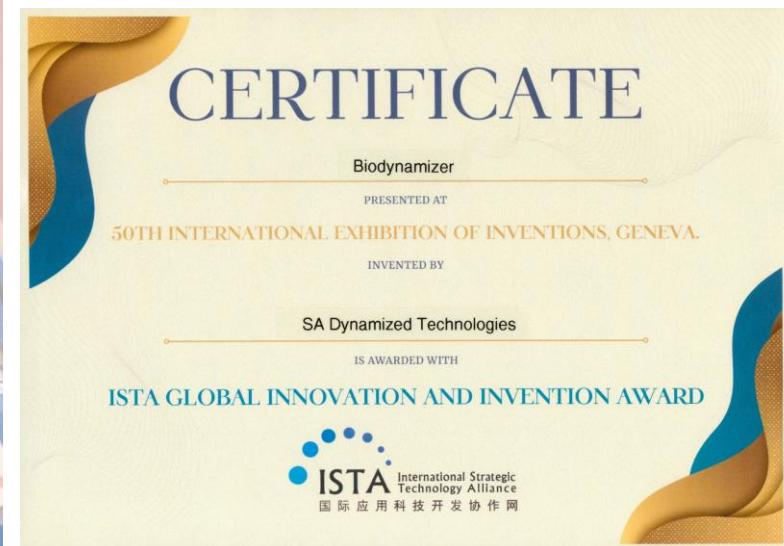 CERTIFICATE
Biodynamizer
PRESENTED AT
50TH INTERNATIONAL EXHIBITION OF INVENTIONS, GENEVA.
INVENTED BY
SA Dynamized Technologies
IS AWARDED WITH
ISTA GLOBAL INNOVATION AND INVENTION AWARD
ISTA International Strategic
Technology Alliance
国际应用科技开发协作网